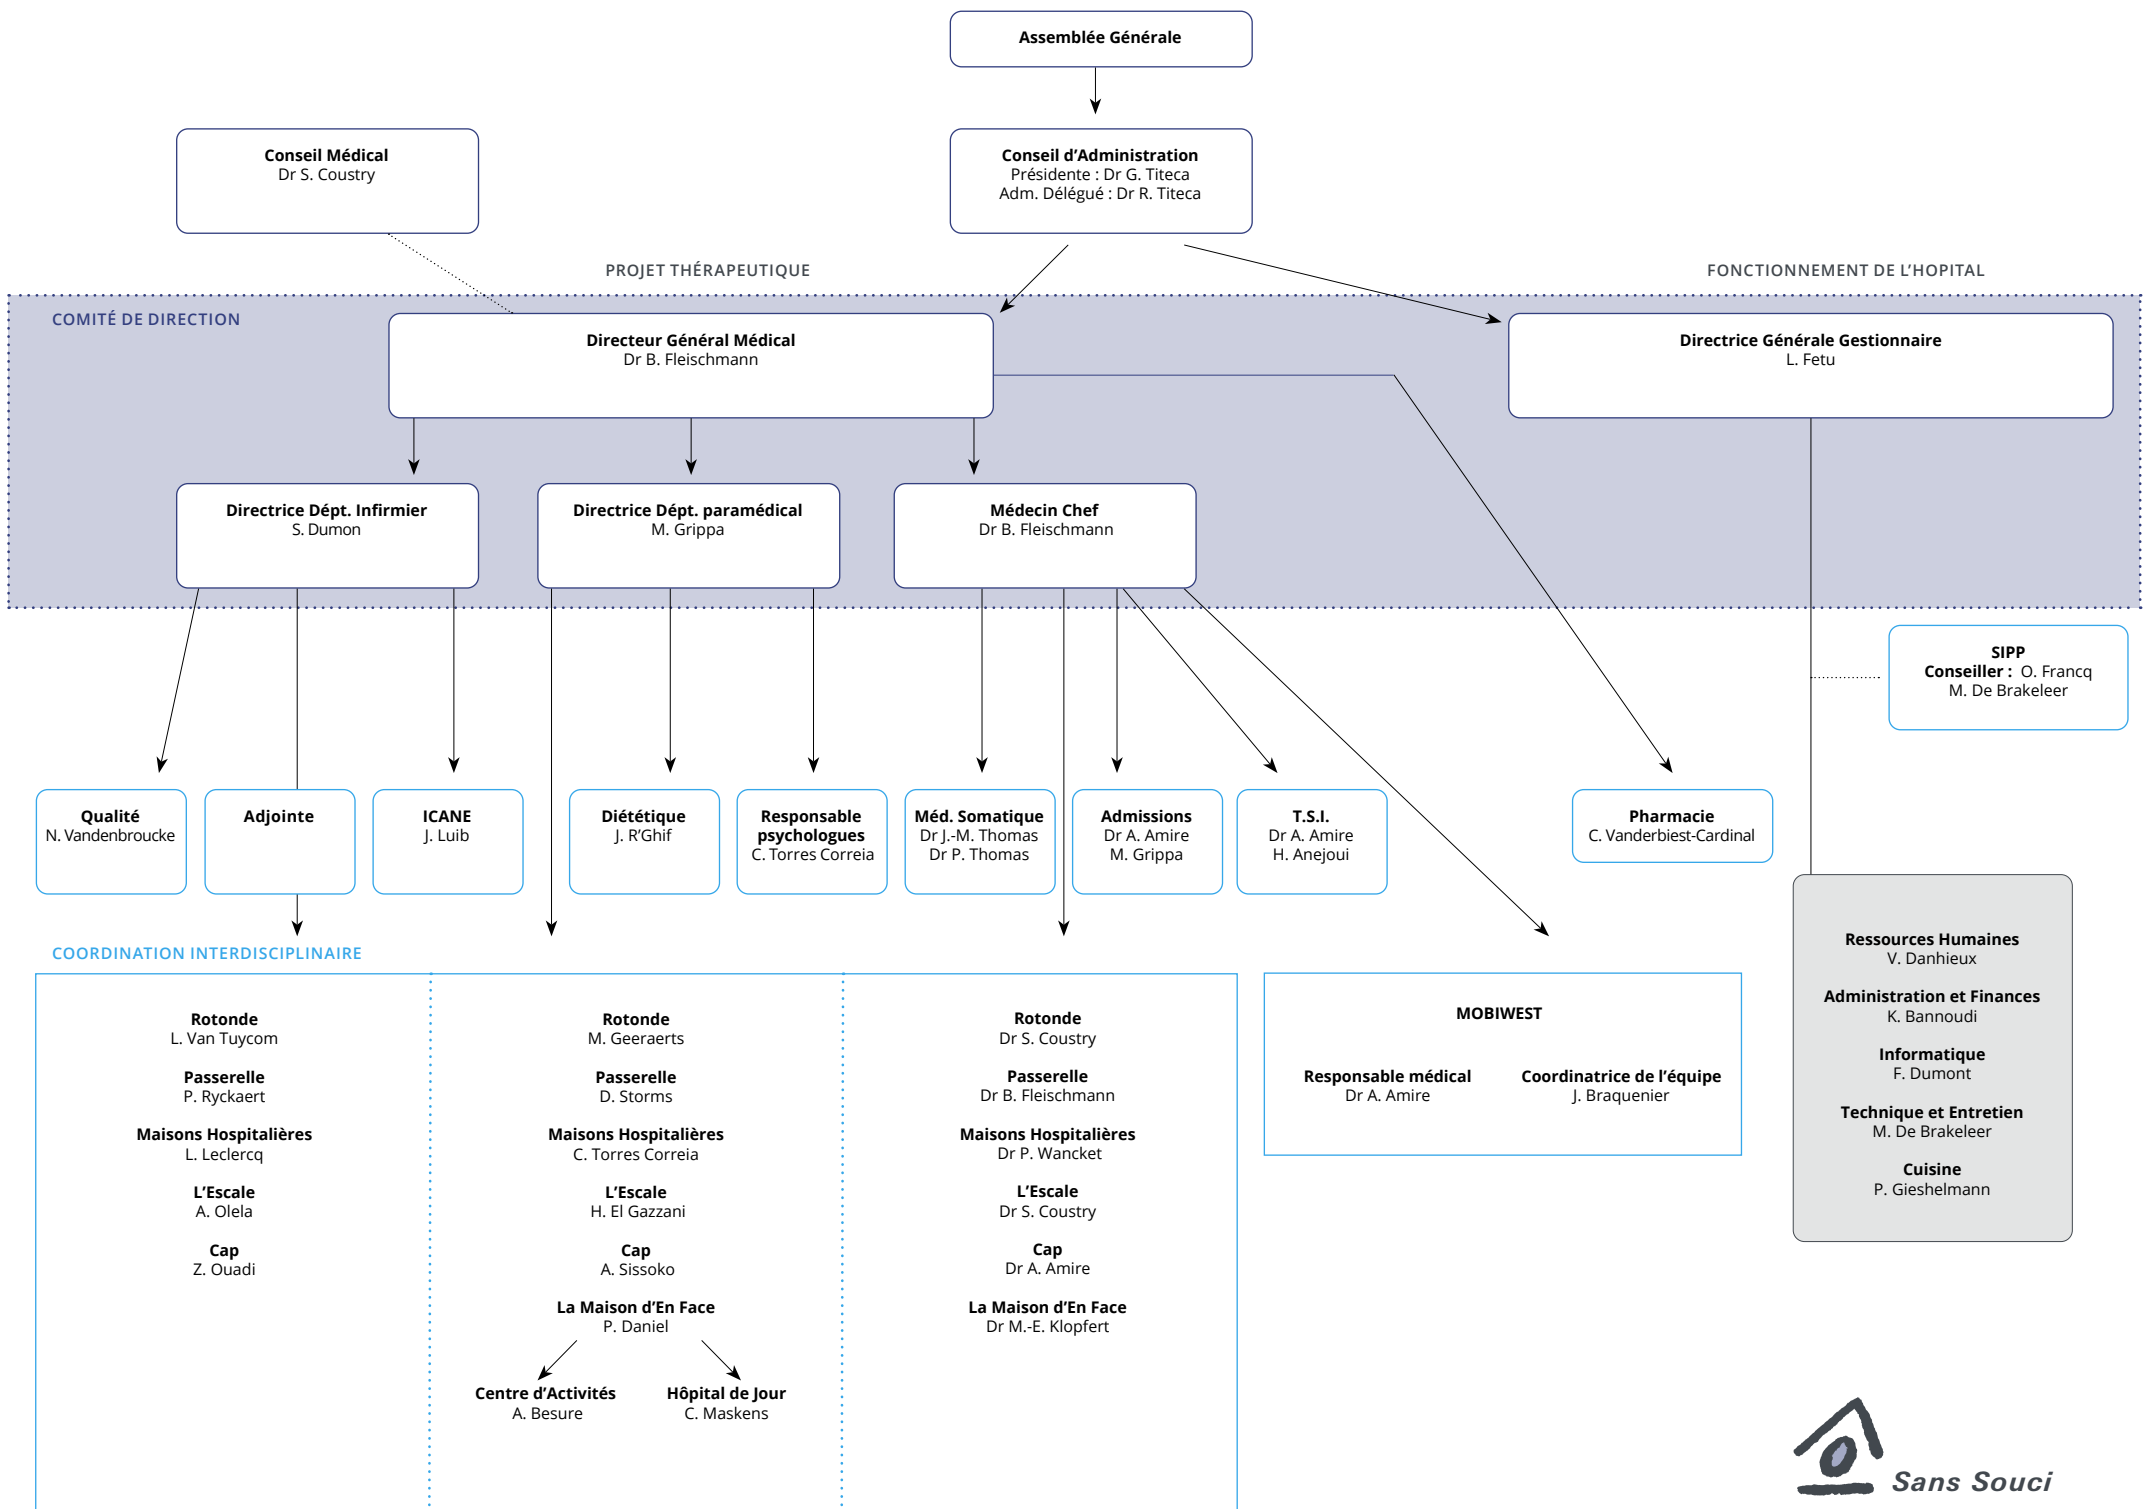 Assemblée Générale
Conseil Médical
Dr S. Coustry
Conseil d’Administration
Présidente : Dr G. Titeca
Adm. Délégué : Dr R. Titeca
PROJET THÉRAPEUTIQUE
FONCTIONNEMENT DE L’HOPITAL
COMITÉ DE DIRECTION
Directeur Général Médical
Dr B. Fleischmann
Directrice Générale Gestionnaire
L. Fetu
Directrice Dépt. Infirmier
S. Dumon
Directrice Dépt. paramédical
M. Grippa
Médecin Chef
Dr B. Fleischmann
SIPP
Conseiller : O. Francq
M. De Brakeleer
Qualité
N. Vandenbroucke
Adjointe
ICANE
J. Luib
Diététique
J. R’Ghif
Responsable
psychologues
C. Torres Correia
Méd. Somatique
Dr J.-M. Thomas
Dr P. Thomas
Admissions
Dr A. Amire
M. Grippa
T.S.I.
Dr A. Amire
H. Anejoui
Pharmacie
C. Vanderbiest-Cardinal
COORDINATION INTERDISCIPLINAIRE
Rotonde
L. Van Tuycom
Passerelle
P. Ryckaert
Maisons Hospitalières
L. Leclercq
L’Escale
A. Olela
Cap
Z. Ouadi
Rotonde
M. Geeraerts
Passerelle
D. Storms
Maisons Hospitalières
C. Torres Correia
L’Escale
H. El Gazzani
Cap
A. Sissoko
La Maison d’En Face
P. Daniel
Centre d’Activités
A. Besure
Hôpital de Jour
C. Maskens
Rotonde
Dr S. Coustry
Passerelle
Dr B. Fleischmann
Maisons Hospitalières
Dr P. Wancket
L’Escale
Dr S. Coustry
Cap
Dr A. Amire
La Maison d’En Face
Dr M.-E. Klopfert
MOBIWEST
Responsable médical
Dr A. Amire
Coordinatrice de l’équipe
J. Braquenier
Ressources Humaines
V. Danhieux
Administration et Finances
K. Bannoudi
Informatique
F. Dumont
Technique et Entretien
M. De Brakeleer
Cuisine
P. Gieshelmann
Sans Souci